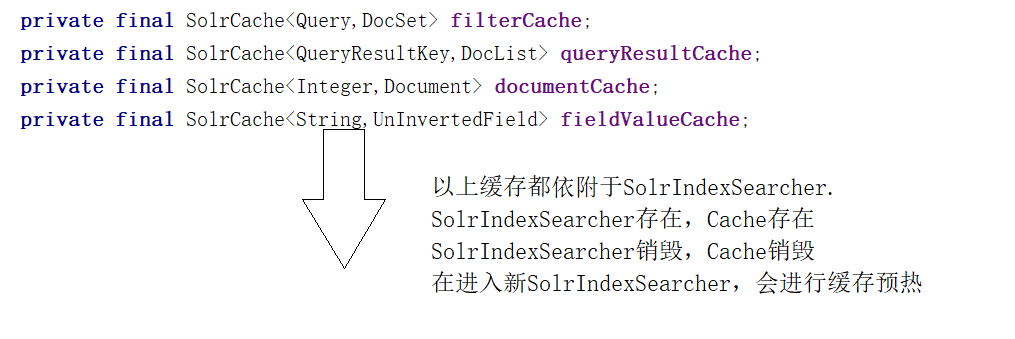 private final SolrCache<Query,DocSet> filterCache;
private final SolrCache<QueryResultKey,DocList> queryResultCache;
private final SolrCache<Integer,Document> documentCache;
private final SolrCache<String,UnInvertedField> fieldValueCache;
以上缓存都依附于SolrIndexSearcher.
SolrIndexSearcher存在，Cache存在
SolrIndexSearcher销毁，Cache销毁
在进入新SolrIndexSearcher，会进行缓存预热